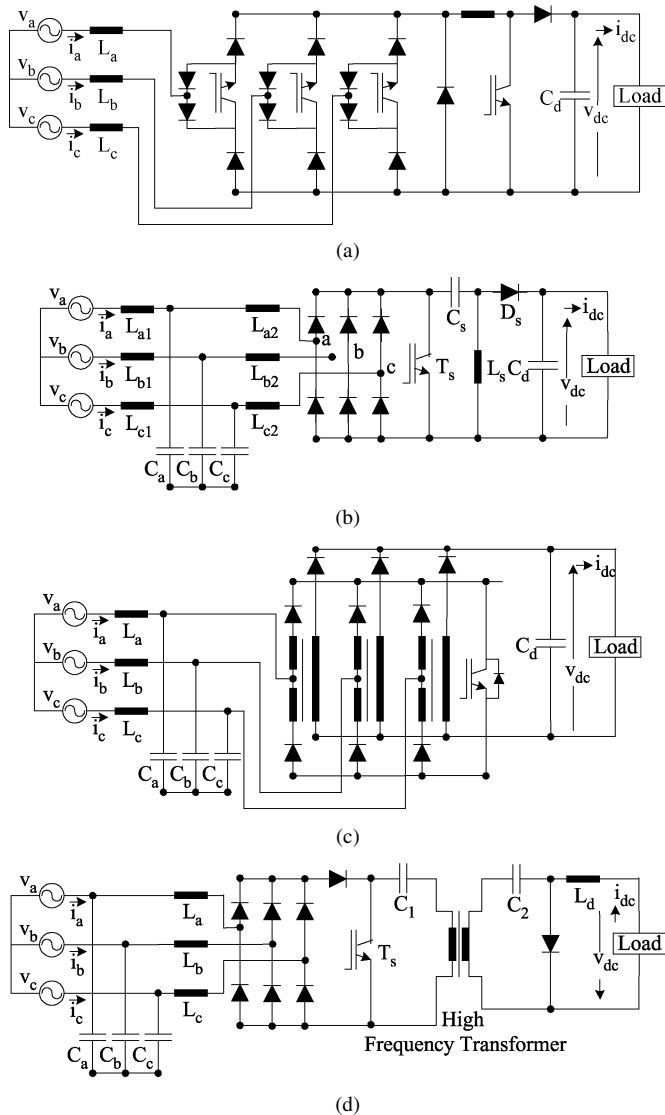 v_a i_a L_a
v_b i_b L_b
v_c i_c L_c
C_d v_dc i_dc Load
(a)
v_a i_a L_a1 L_a2
v_b i_b L_b1 L_b2
v_c i_c L_c1 L_c2
C_a C_b C_c
a b c
T_s C_s L_s D_s C_d v_dc i_dc Load
(b)
v_a i_a L_a
v_b i_b L_b
v_c i_c L_c
C_a C_b C_c
C_d v_dc i_dc Load
(c)
v_a i_a L_a
v_b i_b L_b
v_c i_c L_c
C_a C_b C_c
T_s C_1 C_2 L_d v_dc i_dc Load
High
Frequency Transformer
(d)